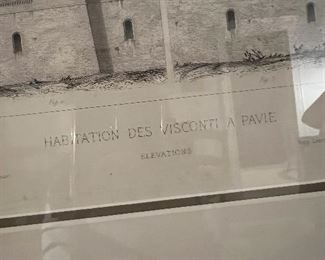 HABITATION DES VISCONTI A PAVIE
ELEVATIONS